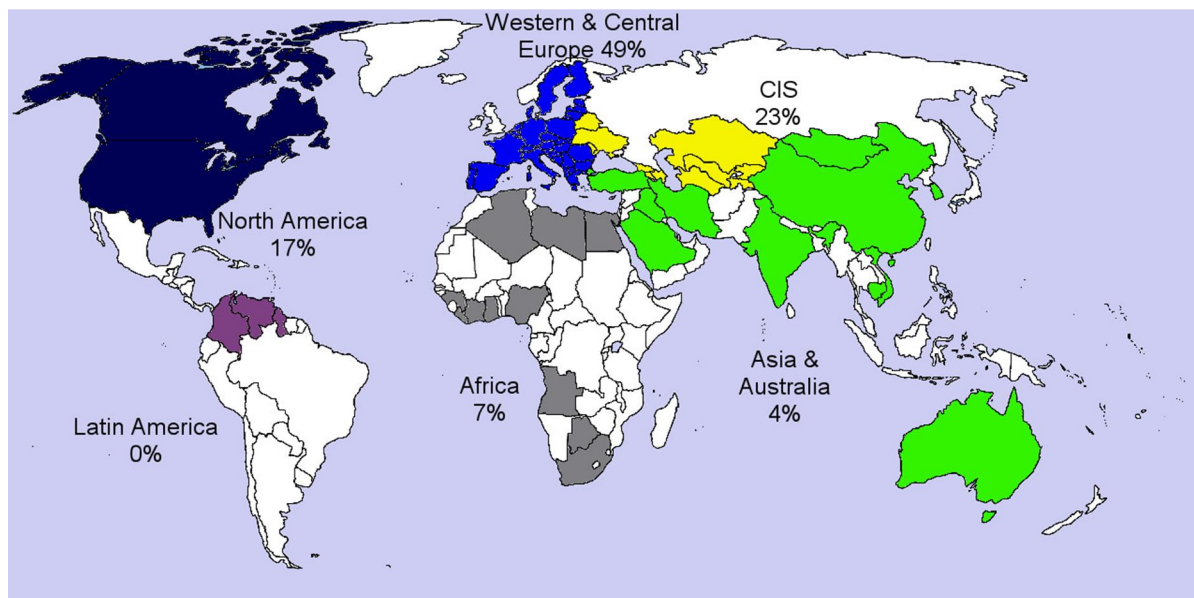 Western & Central
Europe 49%
CIS
23%
North America
17%
Asia &
Australia
4%
Africa
7%
Latin America
0%